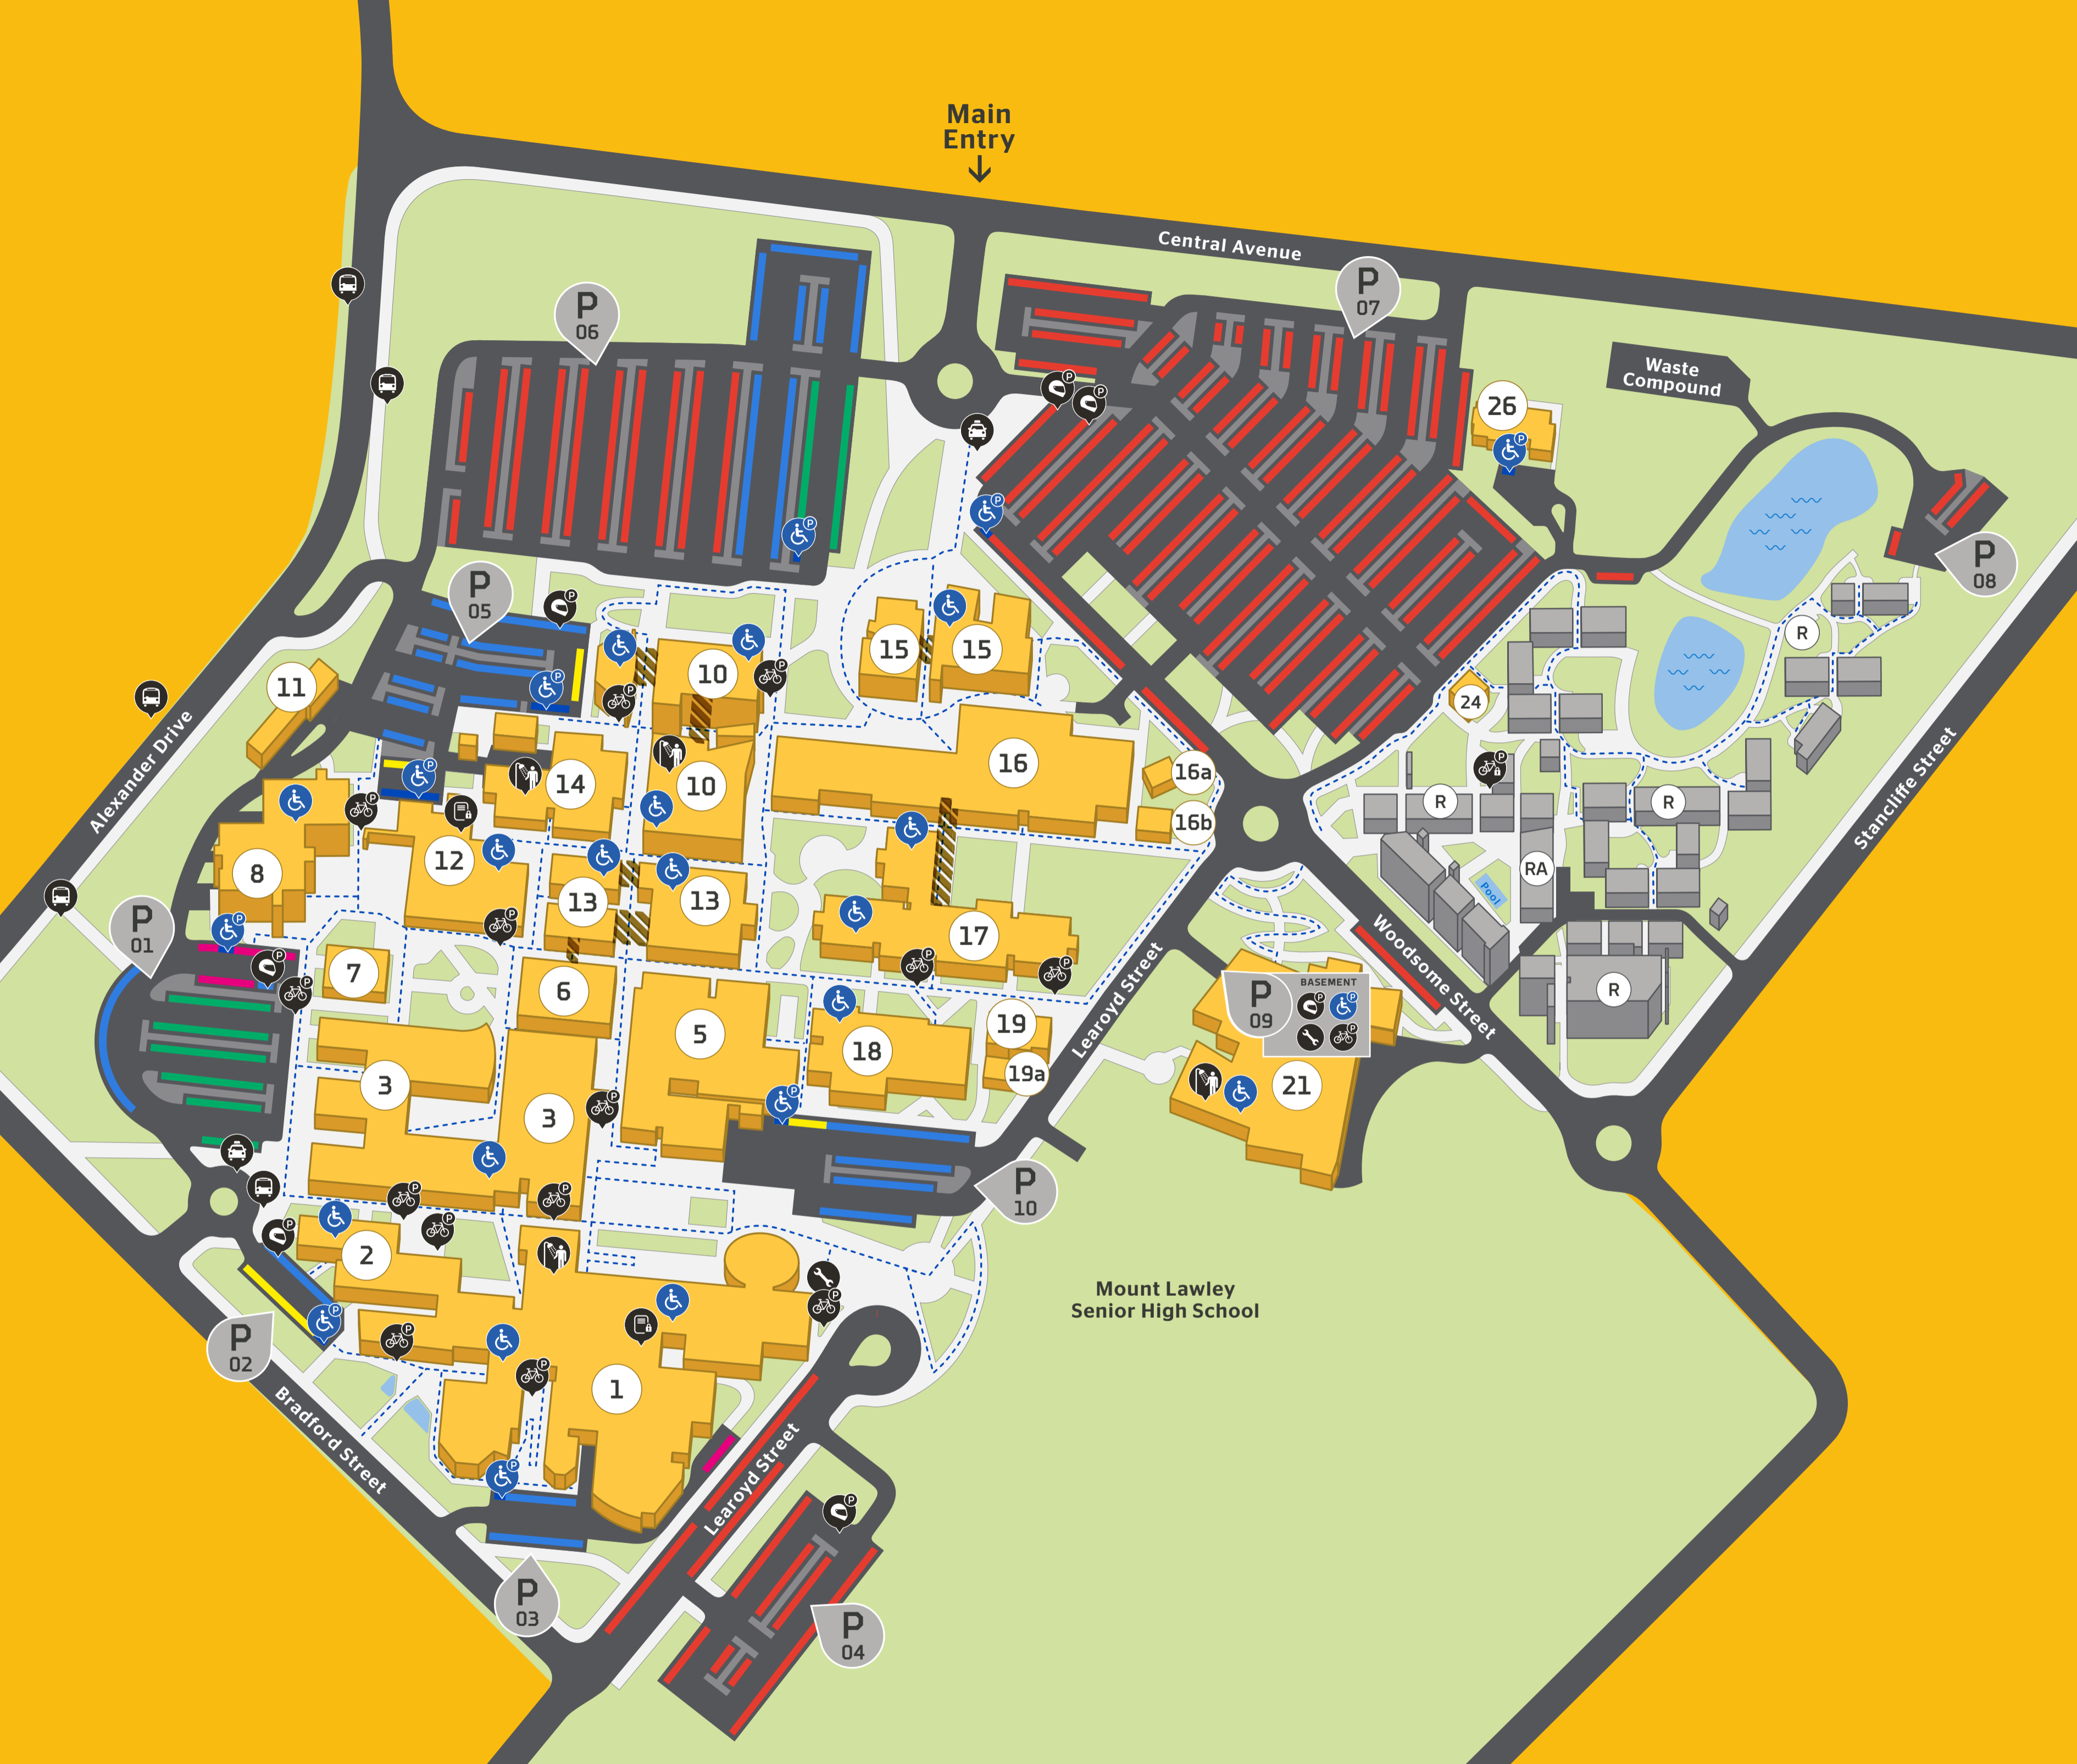 Main
Entry
Central Avenue
P
07
P
06
Waste
Compound
26
P
08
P
05
R
15
15
10
11
24
16
16a
10
14
R
R
16b
Alexander Drive
Stancliffe Street
12
RA
8
13
13
Pool
P
01
17
Woodsome Street
7
6
R
P
09
BASEMENT
Learoyd Street
19
5
18
19a
3
21
3
P
10
2
Mount Lawley
Senior High School
P
02
1
Bradford Street
Learoyd Street
P
03
P
04